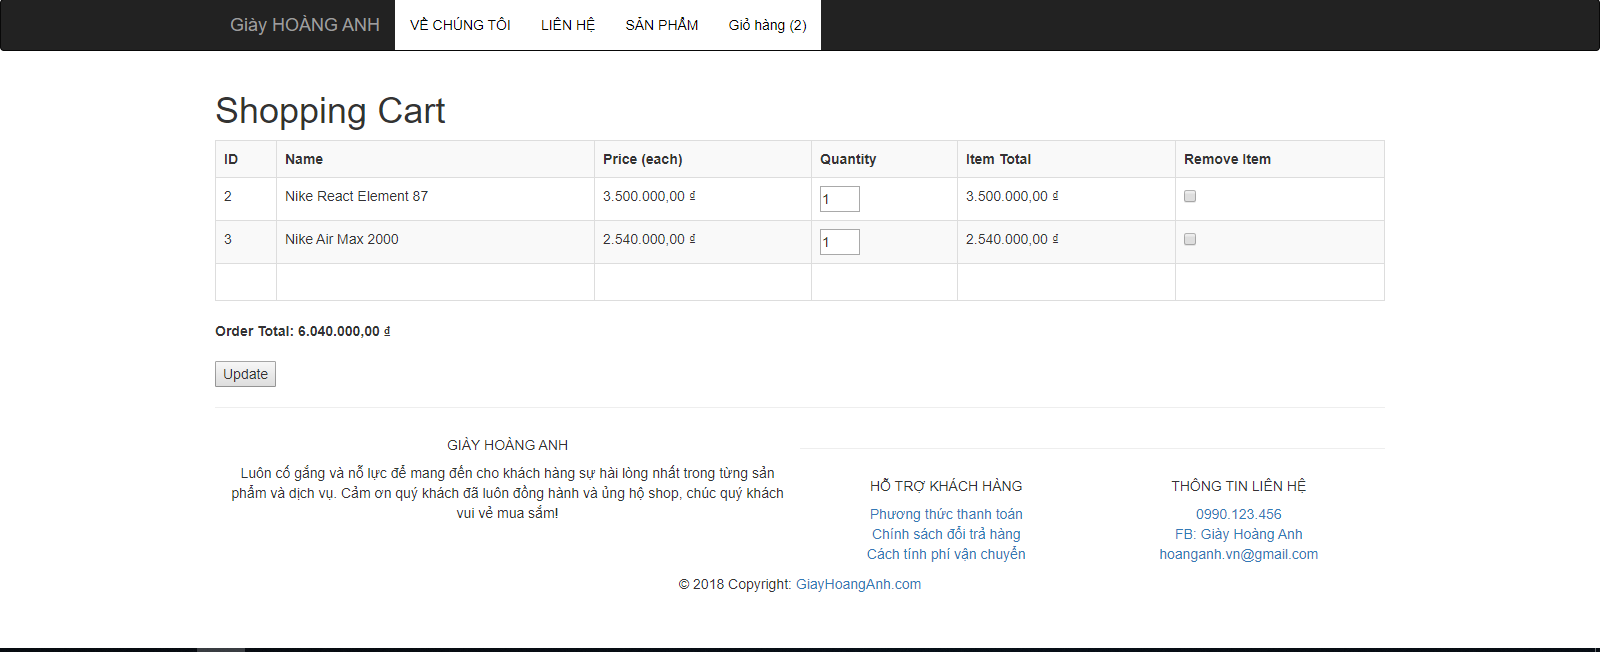 Giày HOÀNG ANH VỀ CHÚNG TÔI LIÊN HỆ SẢN PHẨM Giỏ hàng (2)
Shopping Cart
ID Name Price (each) Quantity Item Total Remove Item
2 Nike React Element 87 3.500.000,00 ₫ 1 3.500.000,00 ₫
3 Nike Air Max 2000 2.540.000,00 ₫ 1 2.540.000,00 ₫
Order Total: 6.040.000,00 ₫
Update
GIÀY HOÀNG ANH
Luôn cố gắng và nỗ lực để mang đến cho khách hàng sự hài lòng nhất trong từng sản
phẩm và dịch vụ. Cảm ơn quý khách đã luôn đồng hành và ủng hộ shop, chúc quý khách
vui vẻ mua sắm!
HỖ TRỢ KHÁCH HÀNG
Phương thức thanh toán
Chính sách đổi trả hàng
Cách tính phí vận chuyển
THÔNG TIN LIÊN HỆ
0990.123.456
FB: Giày Hoàng Anh
hoanganh.vn@gmail.com
© 2018 Copyright: GiayHoangAnh.com